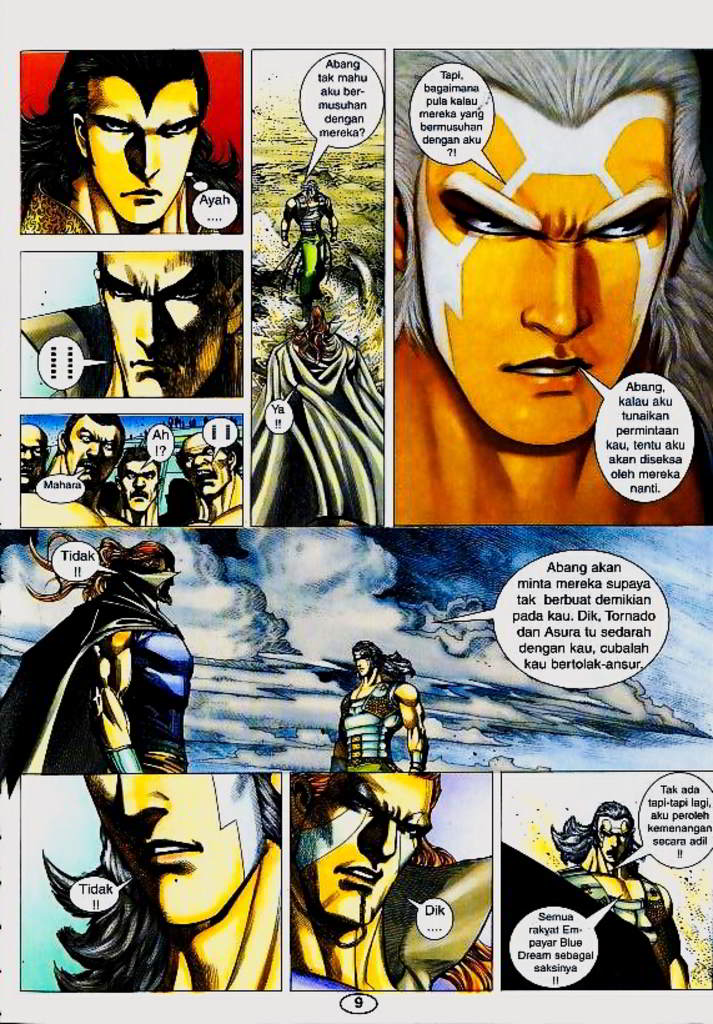 Ayah
....
Mahara
Ah
!?
!!
Abang
tak mahu
aku ber-
musuhan
dengan
mereka?
Ya
!!
Tapi,
bagaimana
pula kalau
mereka yang
bermusuhan
dengan aku
?!
Abang,
kalau aku
tunaikan
permintaan
kau, tentu aku
akan diseksa
oleh mereka
nanti.
Tidak
!!
Abang akan
minta mereka supaya
tak berbuat demikian
pada kau. Dik, Tornado
dan Asura tu sedarah
dengan kau, cubalah
kau bertolak-ansur.
Tidak
!!
Dik
....
Tak ada
tapi-tapi lagi,
aku peroleh
kemenangan
secara adil
!!
Semua
rakyat Em-
payar Blue
Dream sebagai
saksinya
!!
9